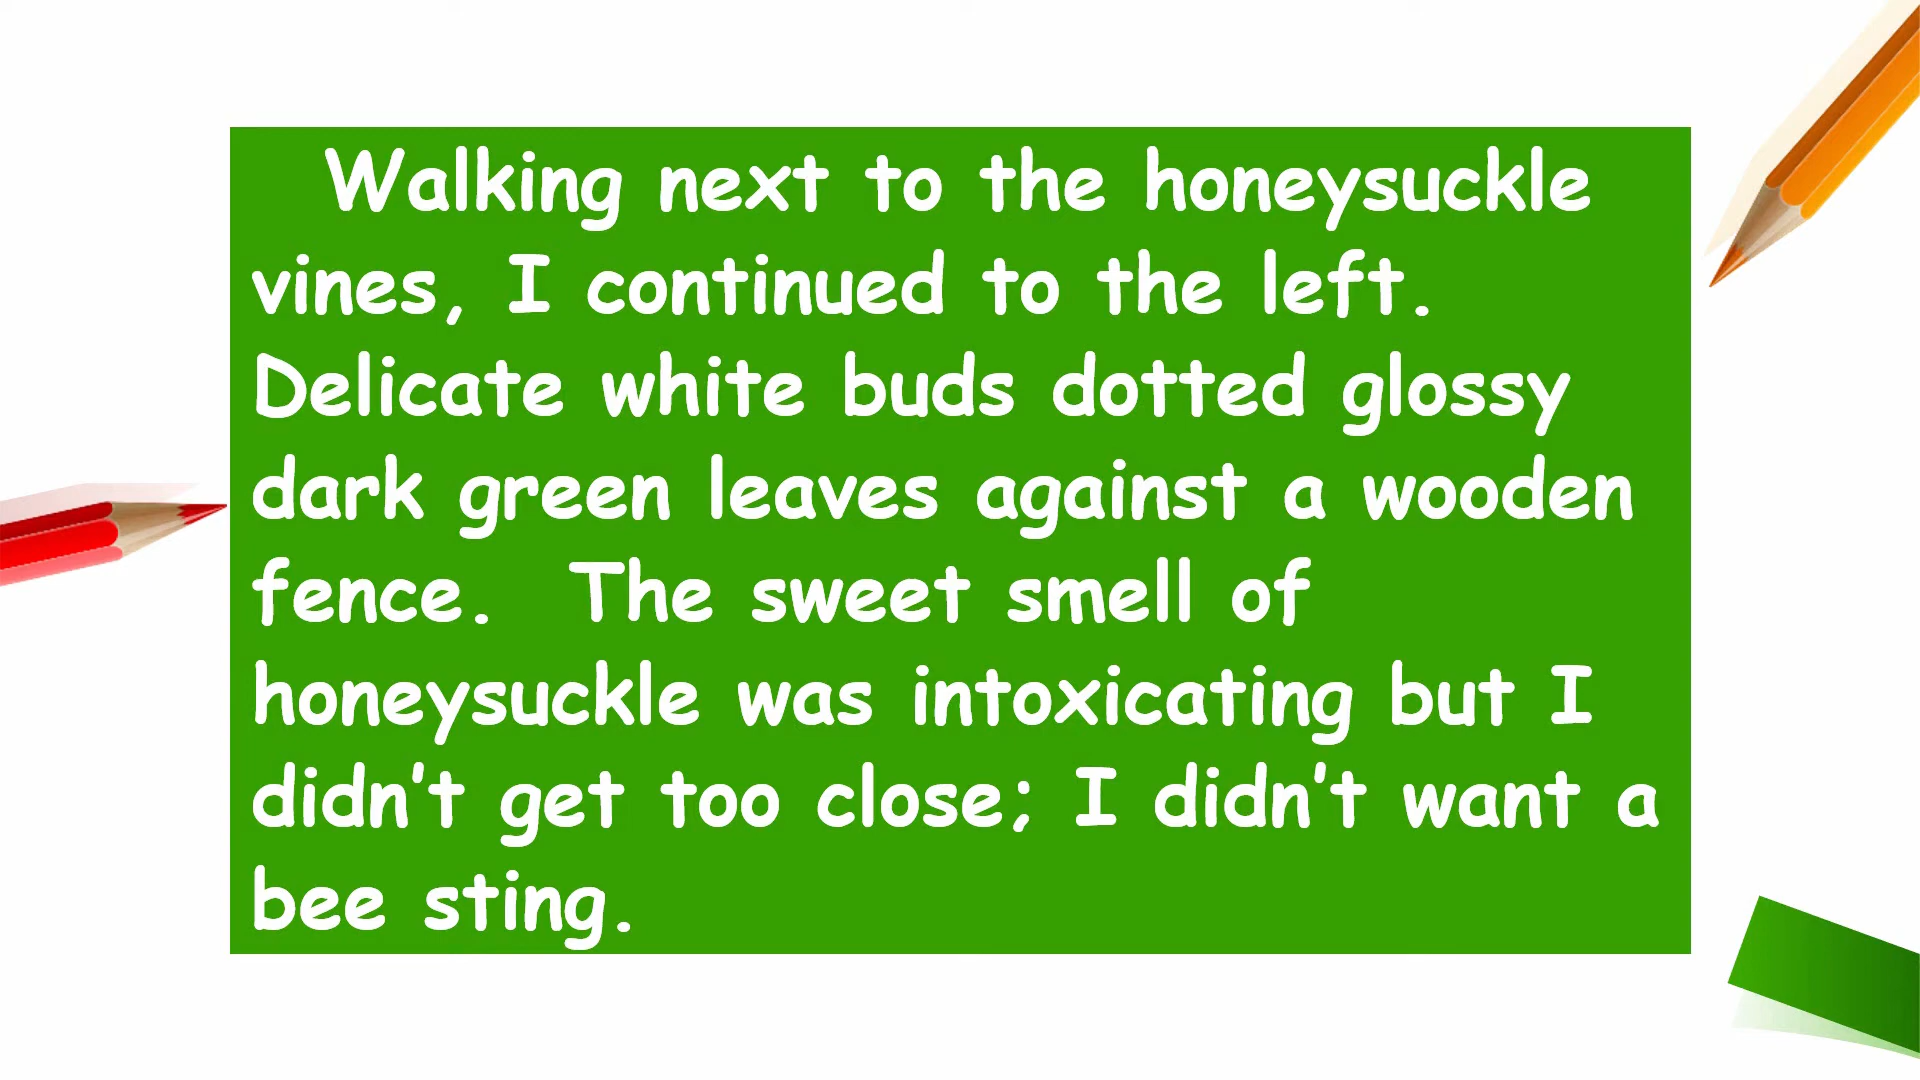 Walking next to the honeysuckle
vines, I continued to the left.
Delicate white buds dotted glossy
dark green leaves against a wooden
fence.  The sweet smell of
honeysuckle was intoxicating but I
didn't get too close; I didn't want a
bee sting.